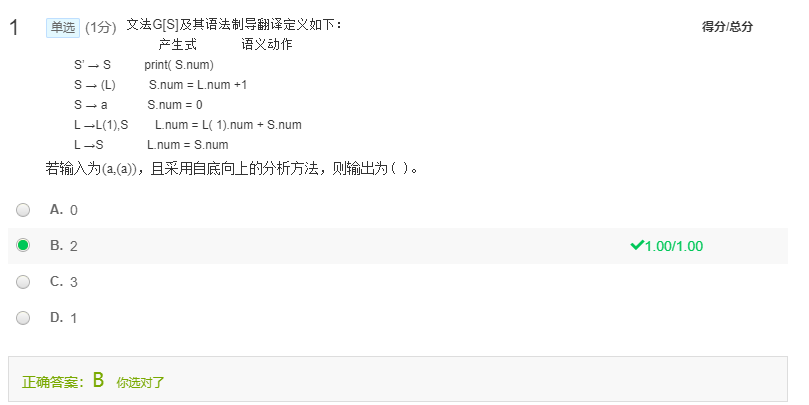 1 单选 (1分) 文法G[S]及其语法制导翻译定义如下: 得分/总分
产生式 语义动作
S' → S print( S.num)
S → (L) S.num = L.num +1
S → a S.num = 0
L →L(1),S L.num = L( 1).num + S.num
L →S L.num = S.num
若输入为(a,(a))，且采用自底向上的分析方法，则输出为( )。
A. 0
B. 2 1.00/1.00
C. 3
D. 1
正确答案：B 你选对了